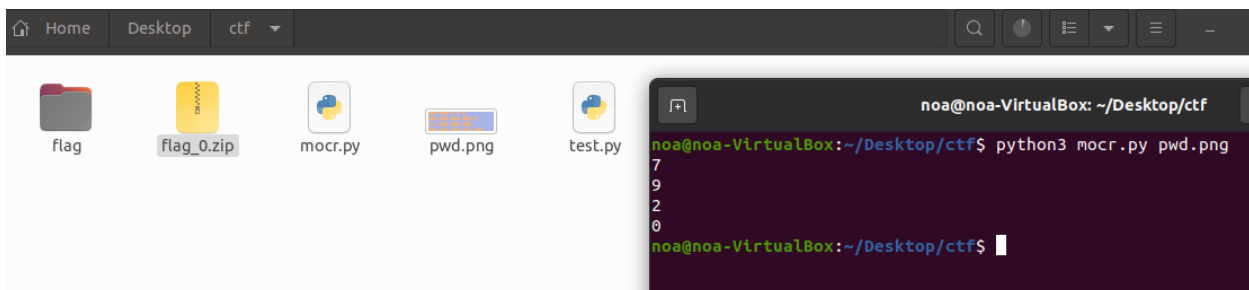 Home Desktop ctf
flag flag_0.zip mocr.py pwd.png test.py
noa@noa-VirtualBox: ~/Desktop/ctf
noa@noa-VirtualBox:~/Desktop/ctf$ python3 mocr.py pwd.png
7
9
2
0
noa@noa-VirtualBox:~/Desktop/ctf$